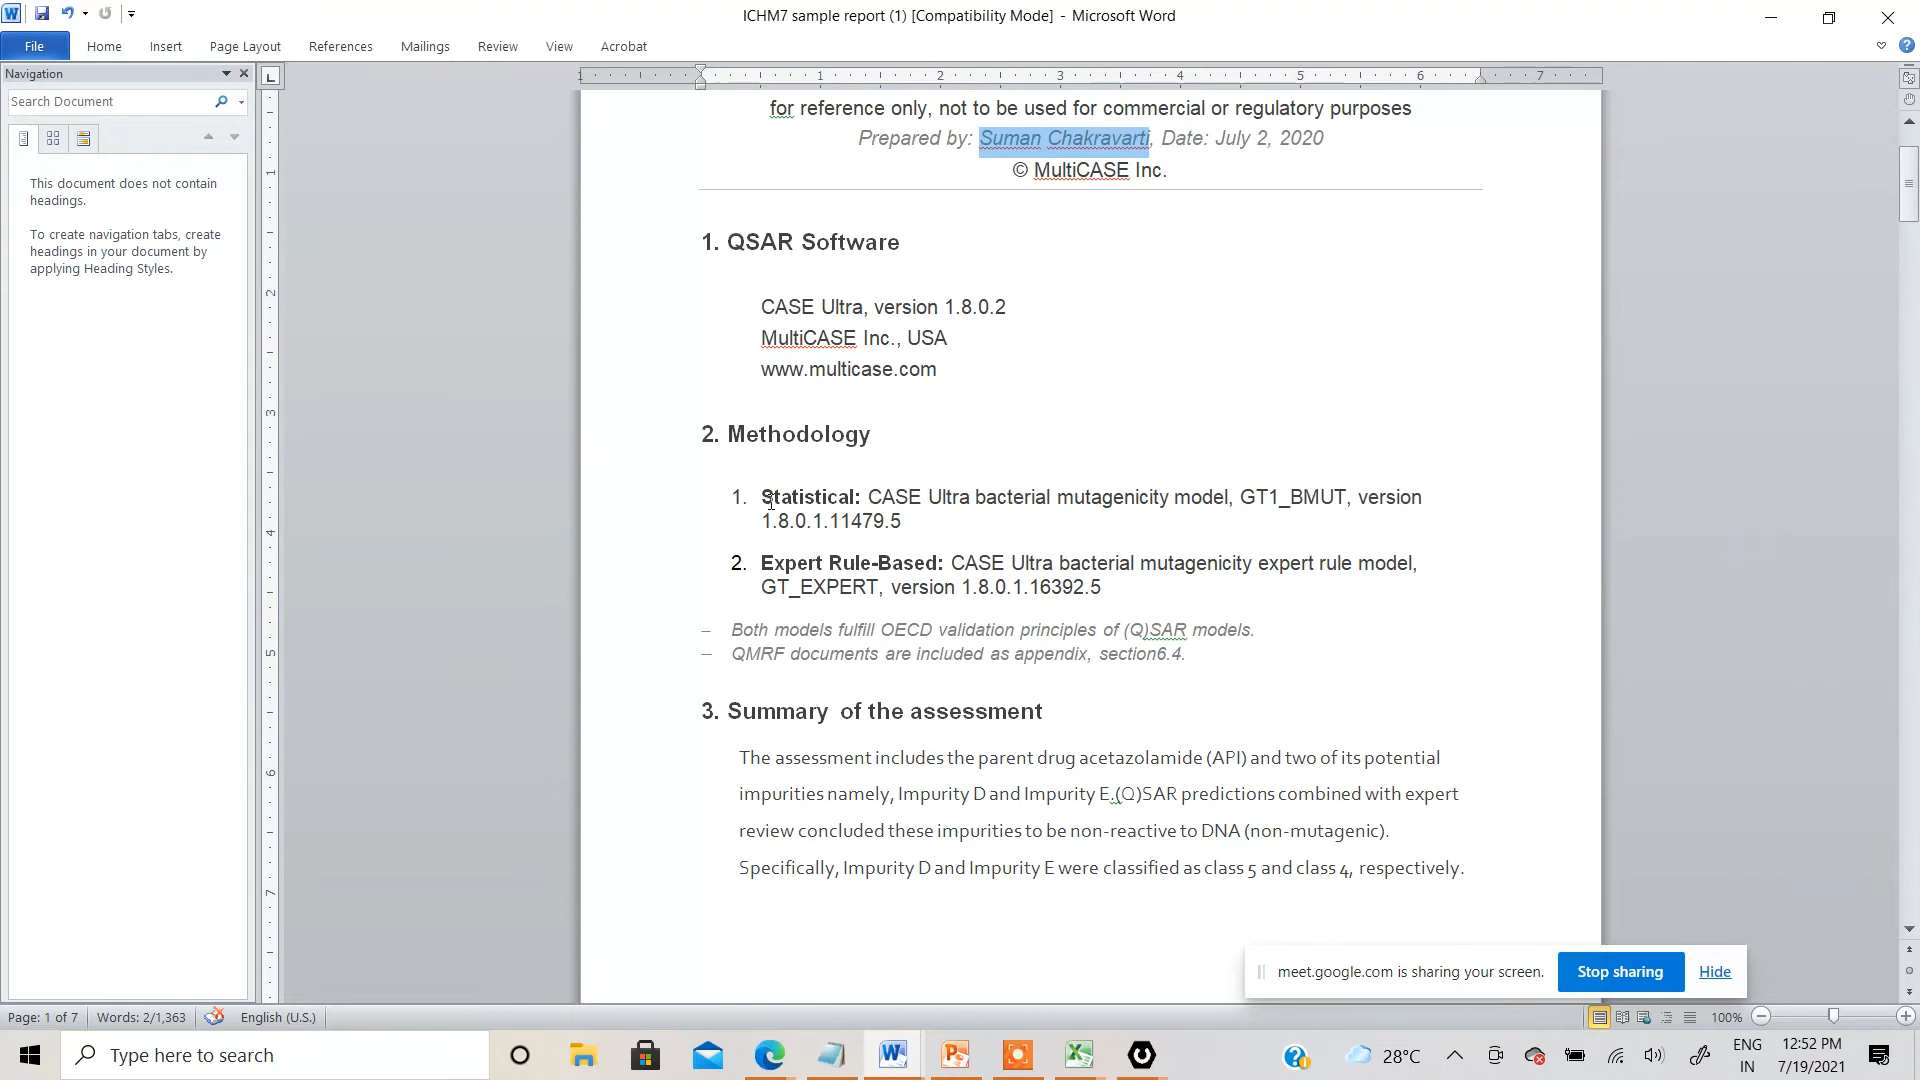 ICHM7 sample report (1) [Compatibility Mode] - Microsoft Word
File Home Insert Page Layout References Mailings Review View Acrobat
Navigation
Search Document
This document does not contain
headings.
To create navigation tabs, create
headings in your document by
applying Heading Styles.
1 1 2 3 4 5 6 7
for reference only, not to be used for commercial or regulatory purposes
Prepared by: Suman Chakravarti, Date: July 2, 2020
© MultiCASE Inc.
1. QSAR Software
CASE Ultra, version 1.8.0.2
MultiCASE Inc., USA
www.multicase.com
2. Methodology
1. Statistical: CASE Ultra bacterial mutagenicity model, GT1_BMUT, version
1.8.0.1.11479.5
2. Expert Rule-Based: CASE Ultra bacterial mutagenicity expert rule model,
GT_EXPERT, version 1.8.0.1.16392.5
– Both models fulfill OECD validation principles of (Q)SAR models.
– QMRF documents are included as appendix, section6.4.
3. Summary of the assessment
The assessment includes the parent drug acetazolamide (API) and two of its potential
impurities namely, Impurity D and Impurity E.(Q)SAR predictions combined with expert
review concluded these impurities to be non-reactive to DNA (non-mutagenic).
Specifically, Impurity D and Impurity E were classified as class 5 and class 4, respectively.
meet.google.com is sharing your screen. Stop sharing Hide
Page: 1 of 7 Words: 2/1,363 English (U.S.) 100%
Type here to search
28°C
ENG
IN
12:52 PM
7/19/2021